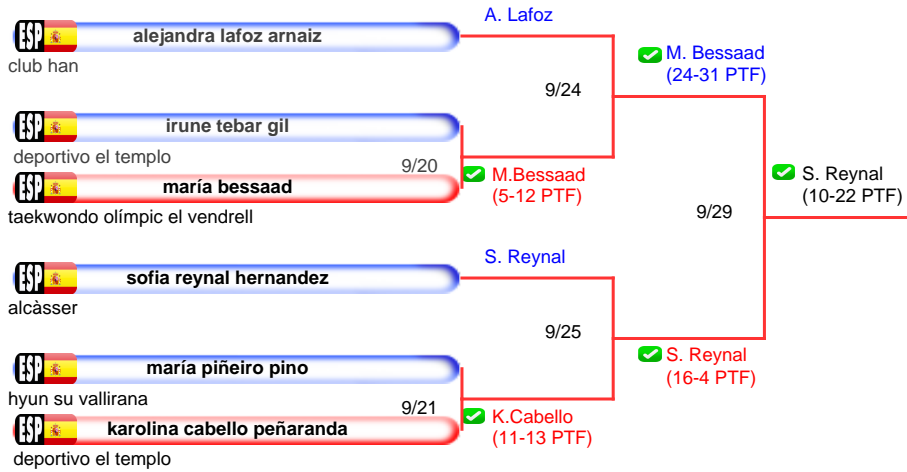 A. Lafoz
ESP alejandra lafoz arnaiz
club han
M. Bessaad
(24-31 PTF)
9/24
ESP irune tebar gil
deportivo el templo
9/20
M.Bessaad
(5-12 PTF)
ESP maría bessaad
taekwondo olímpic el vendrell
S. Reynal
(10-22 PTF)
9/29
S. Reynal
ESP sofia reynal hernandez
alcàsser
9/25
S. Reynal
(16-4 PTF)
ESP maría piñeiro pino
hyun su vallirana
9/21
K.Cabello
(11-13 PTF)
ESP karolina cabello peñaranda
deportivo el templo